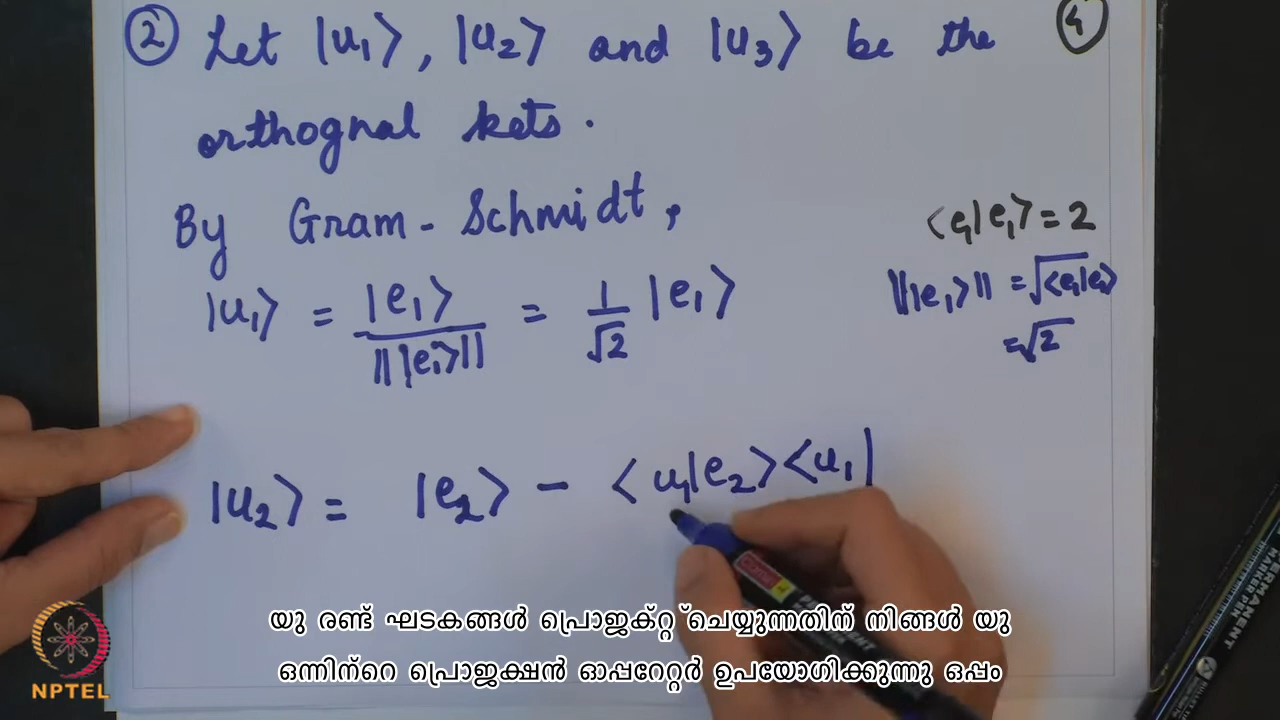 ② Let |u₁⟩, |u₂⟩ and |u₃⟩ be the ④
orthognal kets.
By Gram-Schmidt,
⟨e₁|e₁⟩ = 2
|u₁⟩ = |e₁⟩ / || |e₁⟩ || = 1/√2 |e₁⟩
|| |e₁⟩ || = √⟨e₁|e₁⟩
= √2
|u₂⟩ = |e₂⟩ - ⟨u₁|e₂⟩⟨u₁|
യു രണ്ട് ഘടകങ്ങൾ പ്രൊജക്റ്റ് ചെയ്യുന്നതിന് നിങ്ങൾ യു
ഒന്നിന്റെ പ്രൊജക്ഷൻ ഓപ്പറേറ്റർ ഉപയോഗിക്കുന്നു ഒപ്പം
NPTEL
PERMANENT